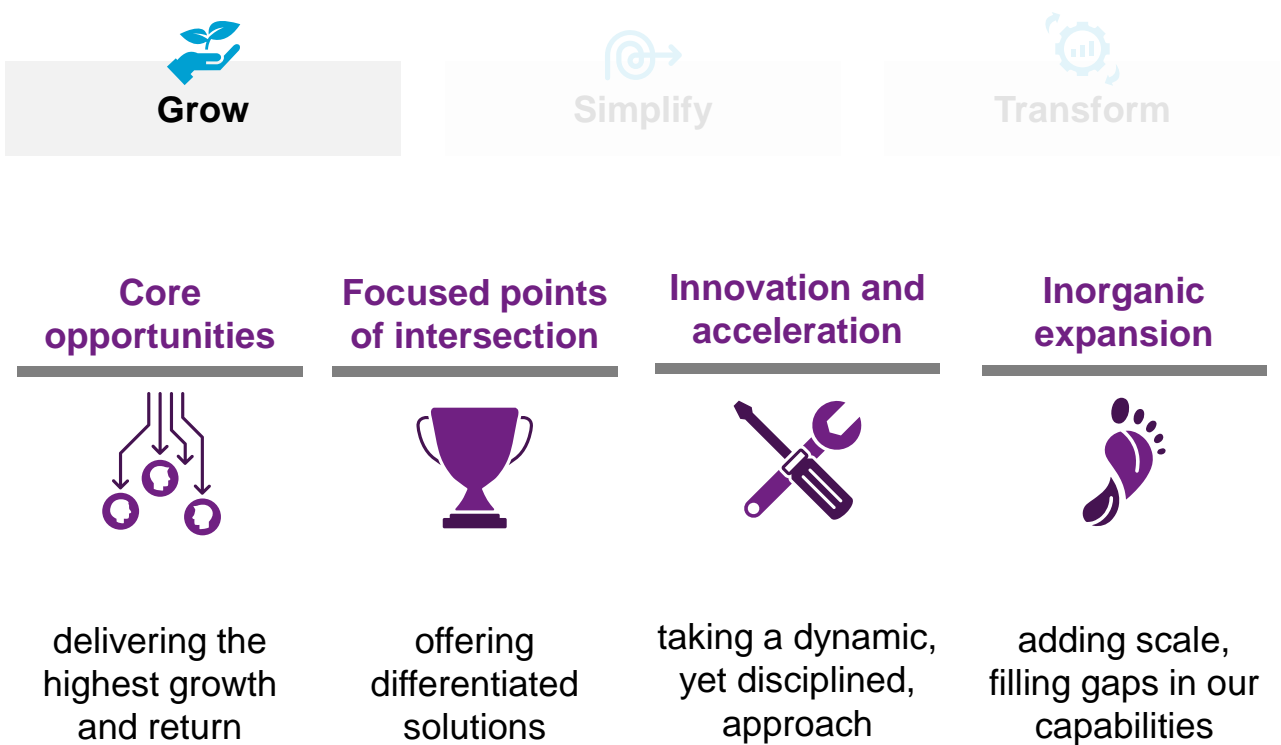 Grow
Simplify
Transform
Core
opportunities
Focused points
of intersection
Innovation and
acceleration
Inorganic
expansion
delivering the
highest growth
and return
offering
differentiated
solutions
taking a dynamic,
yet disciplined,
approach
adding scale,
filling gaps in our
capabilities